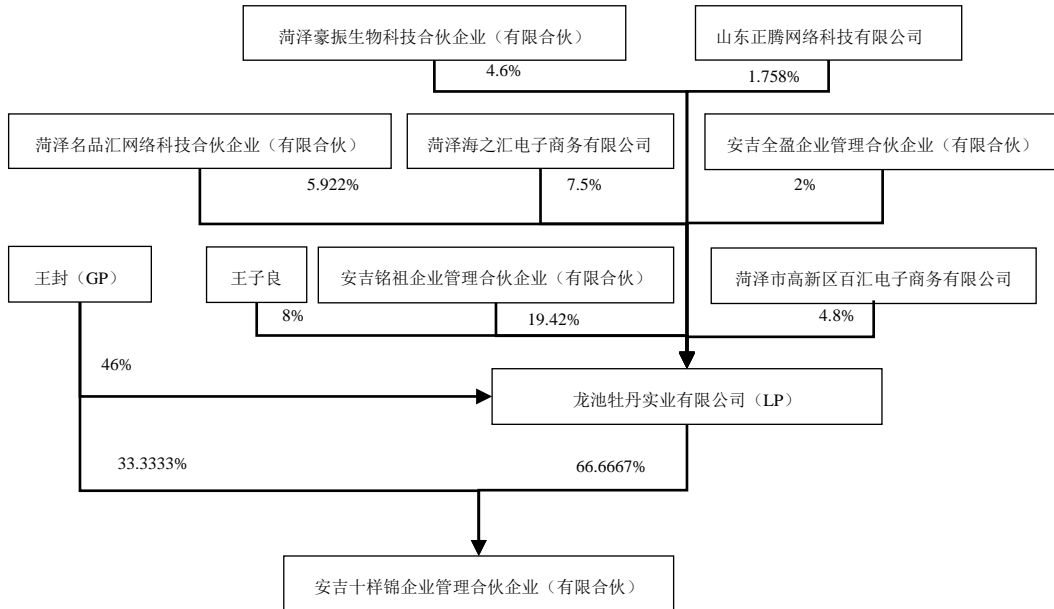 菏泽豪振生物科技合伙企业（有限合伙）
山东正腾网络科技有限公司
4.6%
1.758%
菏泽名品汇网络科技合伙企业（有限合伙）
菏泽海之汇电子商务有限公司
安吉全盈企业管理合伙企业（有限合伙）
5.922%
7.5%
2%
王封（GP）
王子良
安吉铭祖企业管理合伙企业（有限合伙）
菏泽市高新区百汇电子商务有限公司
8%
19.42%
4.8%
46%
龙池牡丹实业有限公司（LP）
33.3333%
66.6667%
安吉十样锦企业管理合伙企业（有限合伙）